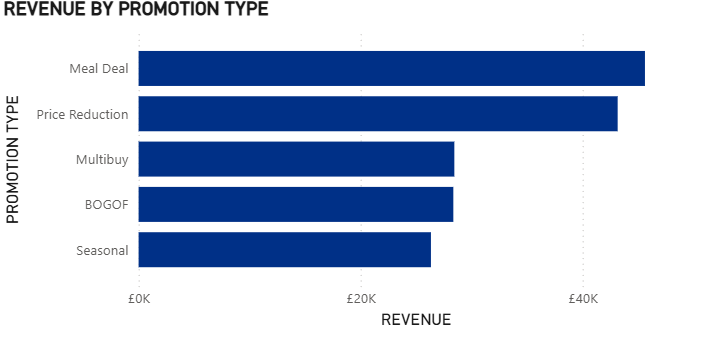 REVENUE BY PROMOTION TYPE
PROMOTION TYPE
Meal Deal
Price Reduction
Multibuy
BOGOF
Seasonal
£0K £20K £40K
REVENUE